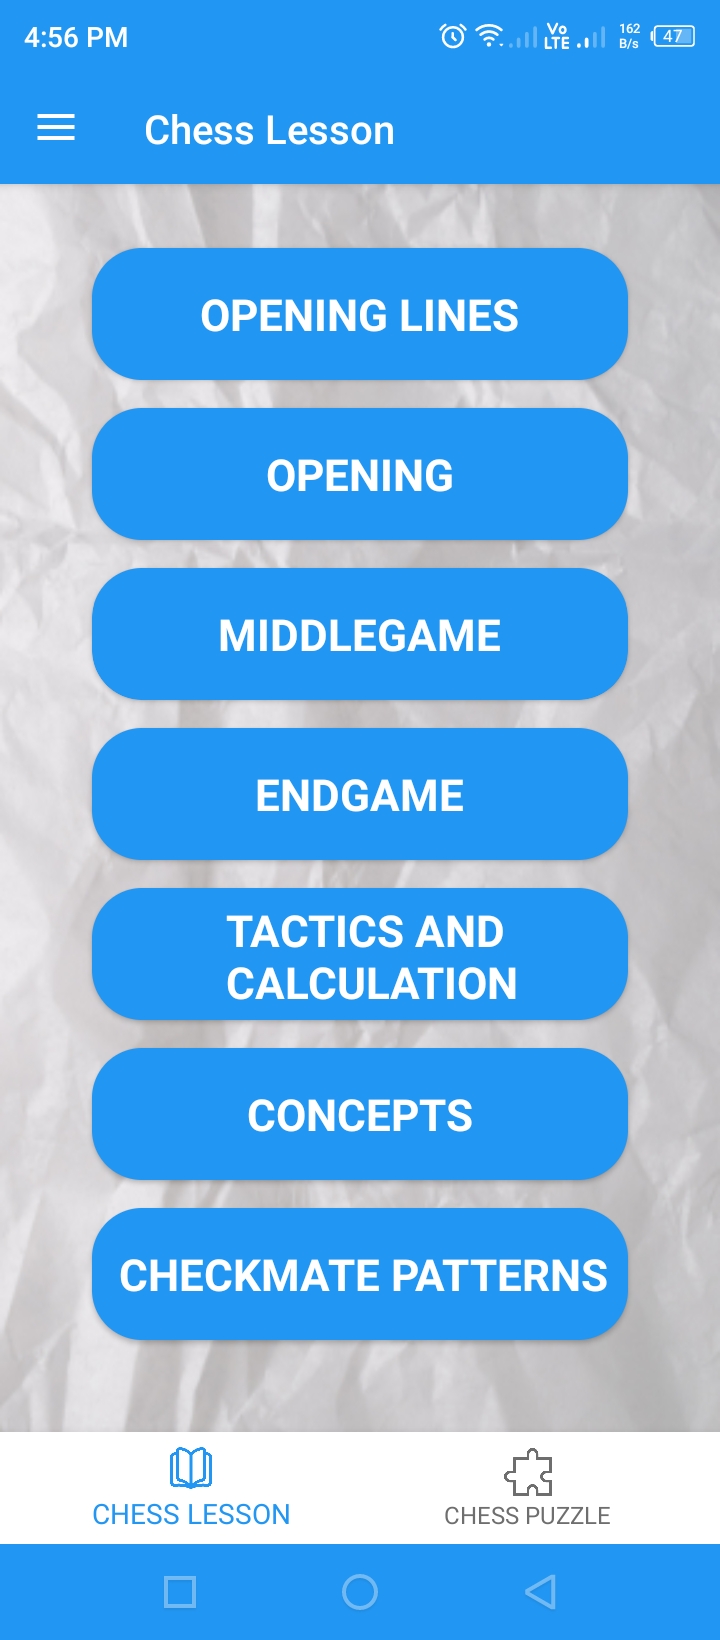 4:56 PM
Vo
LTE
162
B/s
47
Chess Lesson
OPENING LINES
OPENING
MIDDLEGAME
ENDGAME
TACTICS AND
CALCULATION
CONCEPTS
CHECKMATE PATTERNS
CHESS LESSON
CHESS PUZZLE